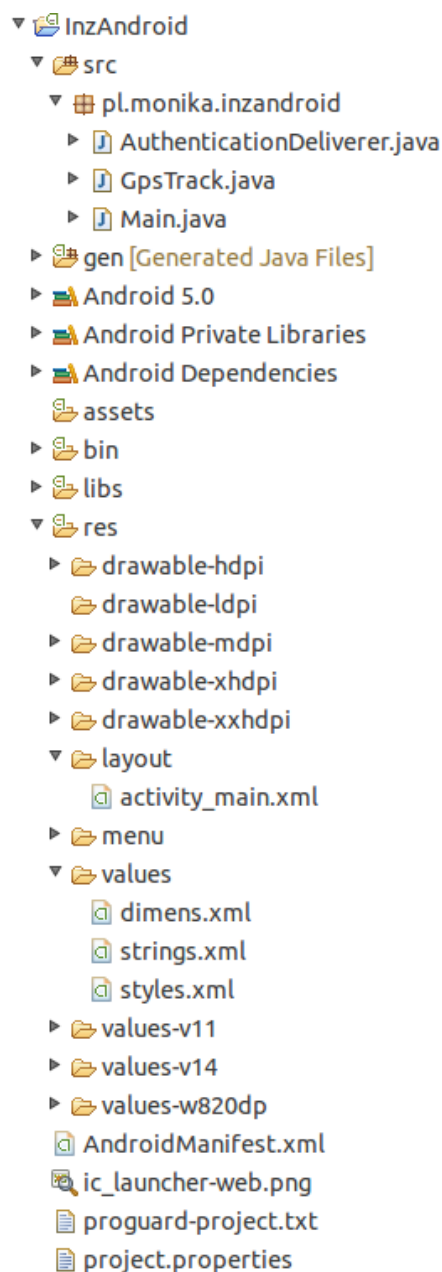 InzAndroid
src
pl.monika.inzandroid
AuthenticationDeliverer.java
GpsTrack.java
Main.java
gen [Generated Java Files]
Android 5.0
Android Private Libraries
Android Dependencies
assets
bin
libs
res
drawable-hdpi
drawable-ldpi
drawable-mdpi
drawable-xhdpi
drawable-xxhdpi
layout
activity_main.xml
menu
values
dimens.xml
strings.xml
styles.xml
values-v11
values-v14
values-w820dp
AndroidManifest.xml
ic_launcher-web.png
proguard-project.txt
project.properties